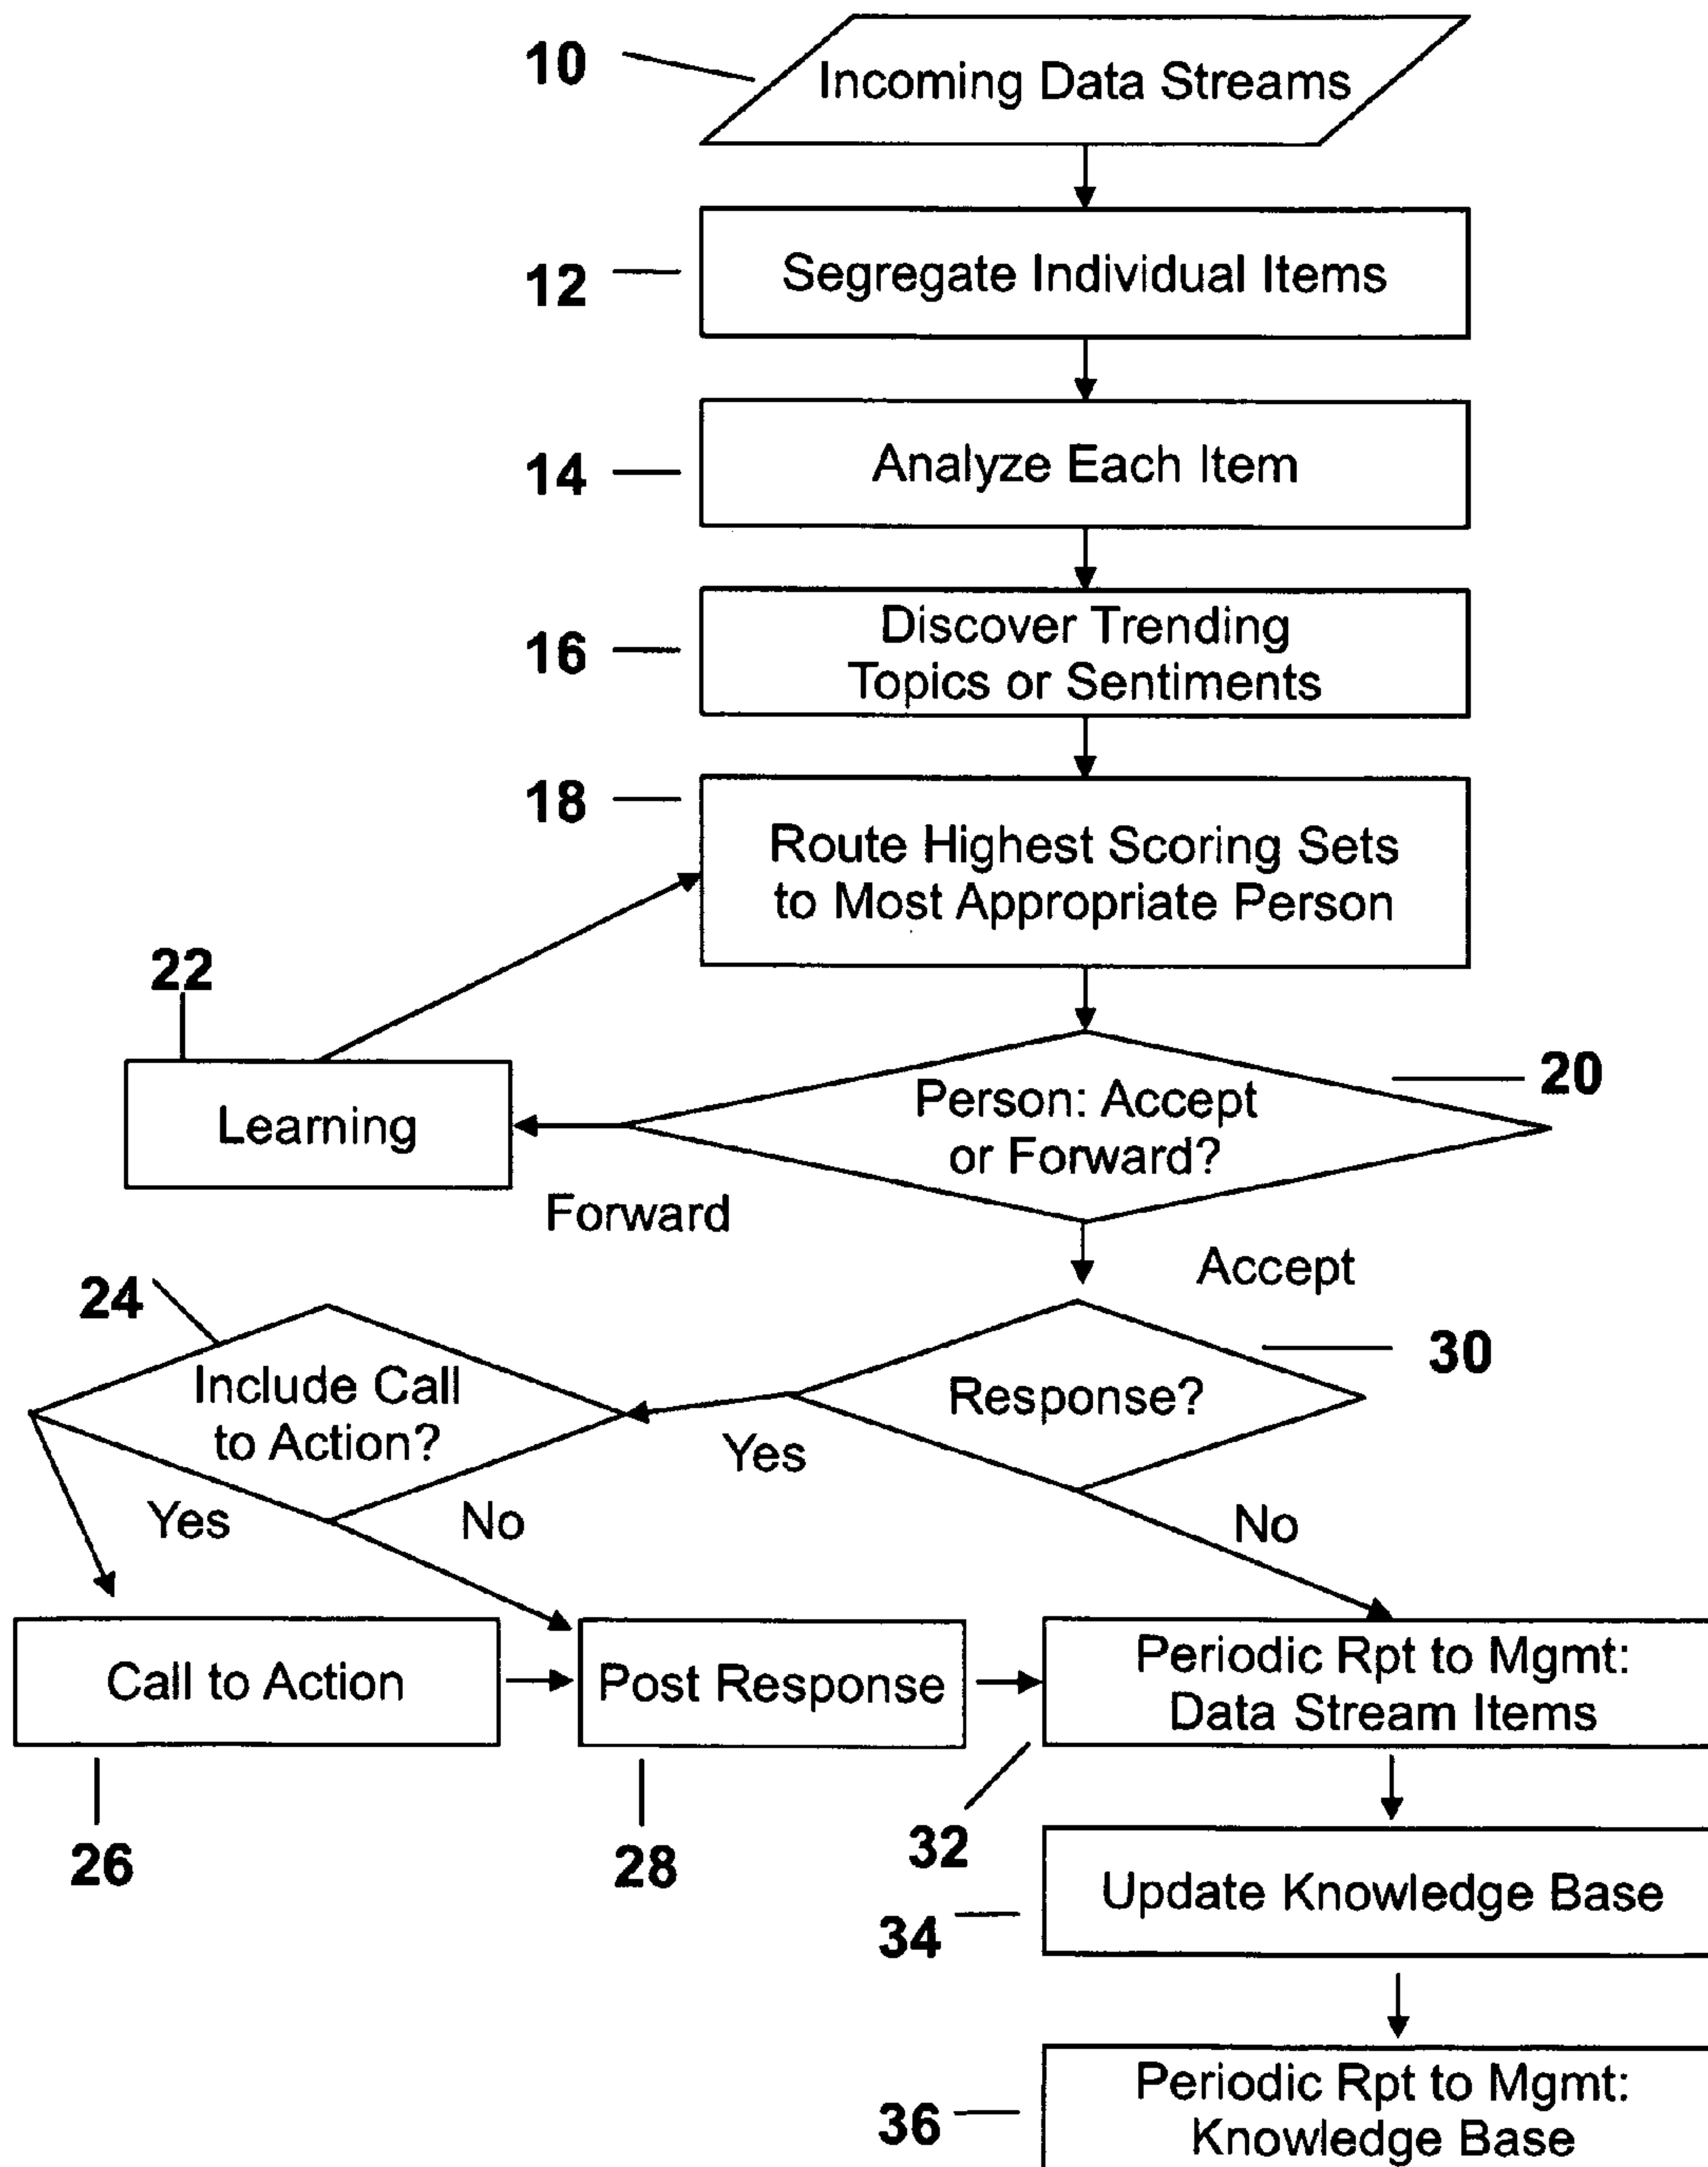 10
Incoming Data Streams
12
Segregate Individual Items
14
Analyze Each Item
16
Discover Trending
Topics or Sentiments
18
Route Highest Scoring Sets
to Most Appropriate Person
22
Learning
Person: Accept
or Forward?
20
Forward
Accept
24
Include Call
to Action?
Response?
30
Yes
Yes
No
No
Call to Action
Post Response
Periodic Rpt to Mgmt:
Data Stream Items
26
28
32
Update Knowledge Base
34
Periodic Rpt to Mgmt:
Knowledge Base
36